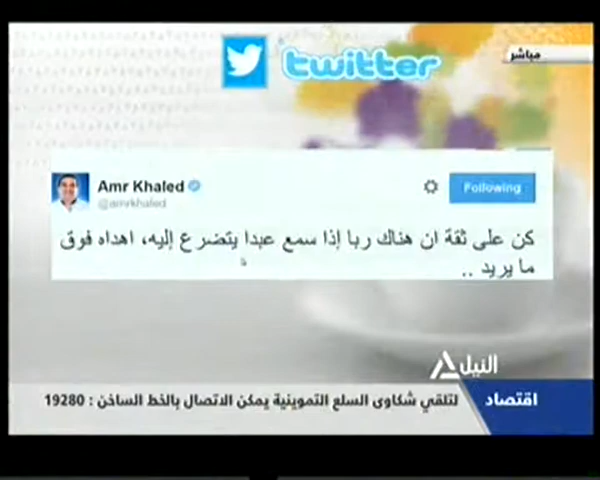 twitter
مباشر
Amr Khaled
@amrkhaled
Following
كن على ثقة ان هناك ربا إذا سمع عبدا يتضرع إليه، اهداه فوق
ما يريد ..
النيل
اقتصاد
لتلقي شكاوى السلع التموينية يمكن الاتصال بالخط الساخن : 19280